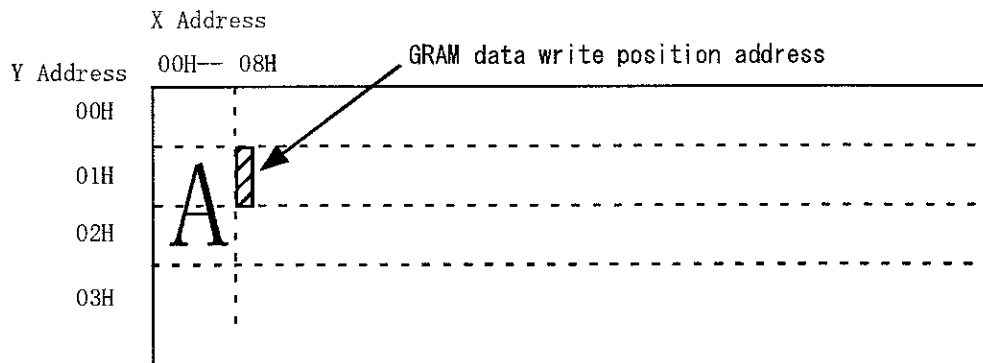 X Address
GRAM data write position address
Y Address 00H-- 08H
00H
01H
A
02H
03H